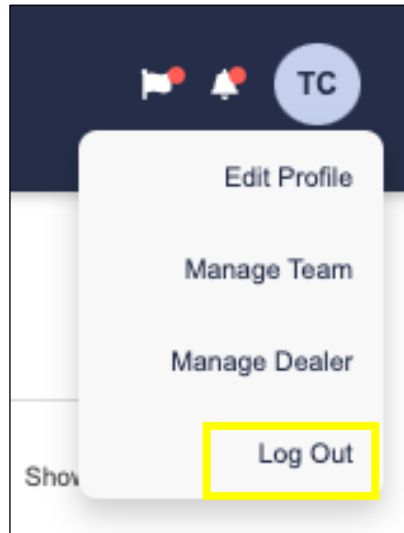 TC
Edit Profile
Manage Team
Manage Dealer
Log Out
Show